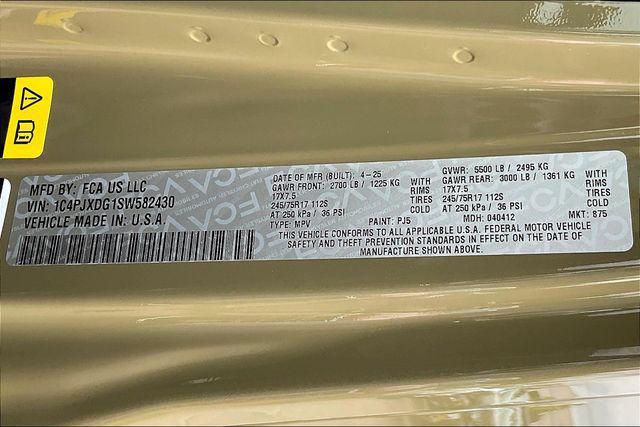 MFD BY: FCA US LLC
VIN: 1C4PJXDG1SW582430
VEHICLE MADE IN: U.S.A.
DATE OF MFR (BUILT): 4-25
GAWR FRONT: 2700 LB / 1225 KG WITH
17X7.5 RIMS
245/75R17 112S TIRES
AT 250 kPa / 36 PSI COLD
TYPE: MPV PAINT: PJ5
GVWR: 5500 LB / 2495 KG
GAWR REAR: 3000 LB / 1361 KG WITH
17X7.5 RIMS
245/75R17 112S TIRES
AT 250 kPa / 36 PSI COLD
MDH: 040412 MKT: 875
THIS VEHICLE CONFORMS TO ALL APPLICABLE U.S.A. FEDERAL MOTOR VEHICLE
SAFETY AND THEFT PREVENTION STANDARDS IN EFFECT ON THE DATE OF
MANUFACTURE SHOWN ABOVE.